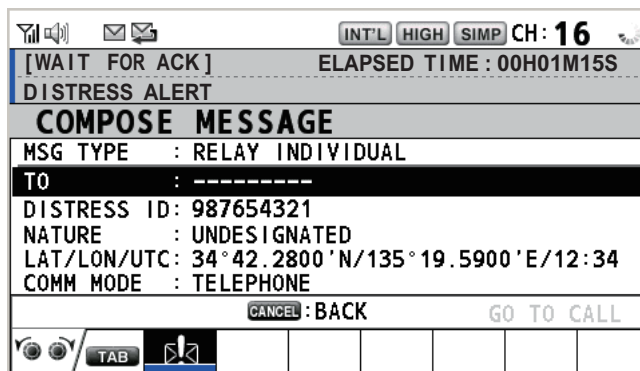 INT'L HIGH SIMP CH: 16
[WAIT FOR ACK] ELAPSED TIME : 00H01M15S
DISTRESS ALERT
COMPOSE MESSAGE
MSG TYPE : RELAY INDIVIDUAL
TO : ---------
DISTRESS ID: 987654321
NATURE : UNDESIGNATED
LAT/LON/UTC: 34°42.2800'N/135°19.5900'E/12:34
COMM MODE : TELEPHONE
CANCEL : BACK GO TO CALL
TAB